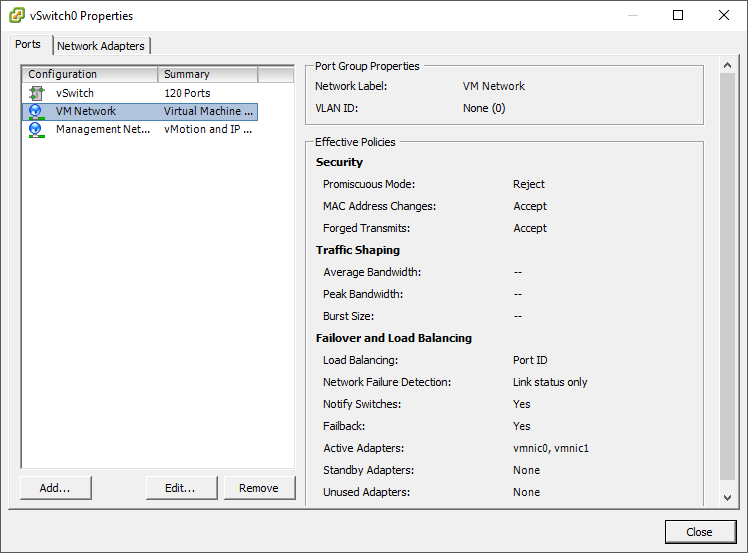 vSwitch0 Properties
Ports
Network Adapters
Configuration Summary
vSwitch 120 Ports
VM Network Virtual Machine ...
Management Net... vMotion and IP ...
Add...
Edit...
Remove
Port Group Properties
Network Label: VM Network
VLAN ID: None (0)
Effective Policies
Security
Promiscuous Mode: Reject
MAC Address Changes: Accept
Forged Transmits: Accept
Traffic Shaping
Average Bandwidth: --
Peak Bandwidth: --
Burst Size: --
Failover and Load Balancing
Load Balancing: Port ID
Network Failure Detection: Link status only
Notify Switches: Yes
Failback: Yes
Active Adapters: vmnic0, vmnic1
Standby Adapters: None
Unused Adapters: None
Close